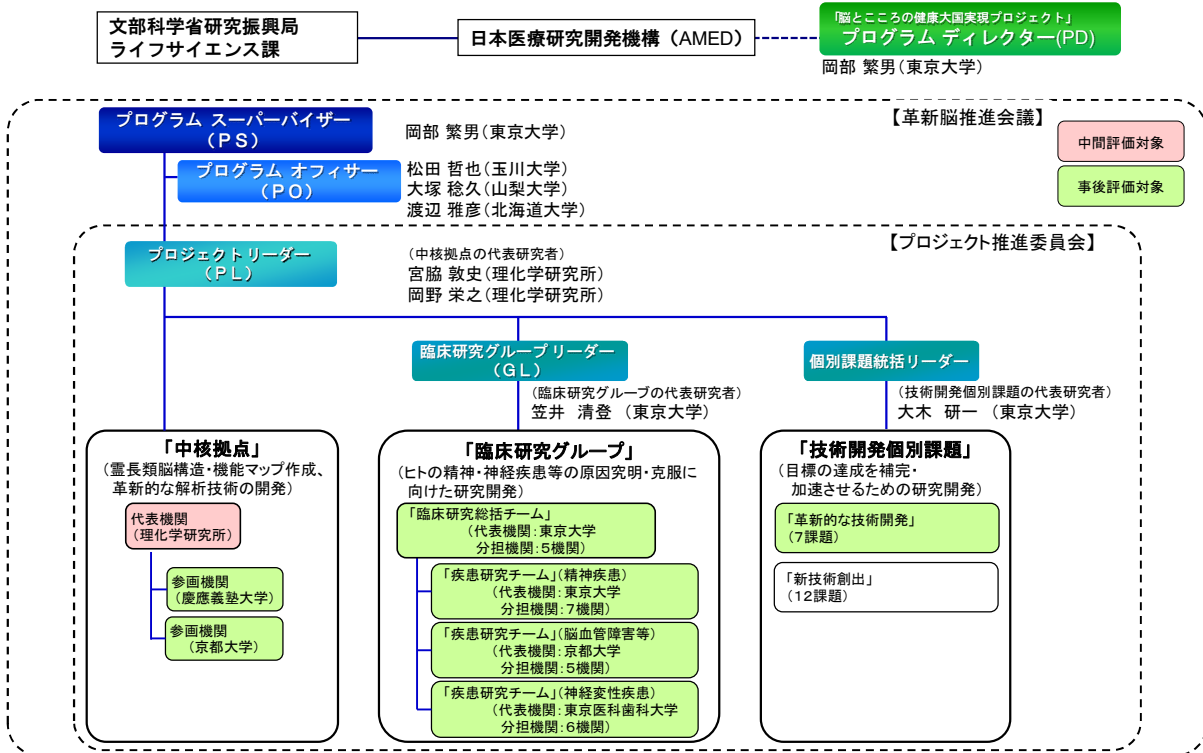 文部科学省研究振興局
ライフサイエンス課
日本医療研究開発機構（AMED）
「脳とこころの健康大国実現プロジェクト」
プログラム ディレクター(PD)
岡部 繁男(東京大学)
【革新脳推進会議】
プログラム スーパーバイザー
（PS）
岡部 繁男(東京大学)
中間評価対象
事後評価対象
プログラム オフィサー
（PO）
松田 哲也(玉川大学)
大塚 稔久(山梨大学)
渡辺 雅彦(北海道大学)
【プロジェクト推進委員会】
プロジェクトリーダー
（PL）
(中核拠点の代表研究者)
宮脇 敦史(理化学研究所)
岡野 栄之(理化学研究所)
臨床研究グループリーダー
（GL）
(臨床研究グループの代表研究者)
笠井 清登 （東京大学）
個別課題統括リーダー
(技術開発個別課題の代表研究者)
大木 研一 （東京大学）
「中核拠点」
(霊長類脳構造・機能マップ作成、
革新的な解析技術の開発）
代表機関
(理化学研究所)
参画機関
(慶應義塾大学)
参画機関
(京都大学)
「臨床研究グループ」
(ヒトの精神・神経疾患等の原因究明・克服に
向けた研究開発)
「臨床研究総括チーム」
(代表機関：東京大学
分担機関：5機関)
「疾患研究チーム」(精神疾患)
(代表機関：東京大学
分担機関：7機関)
「疾患研究チーム」(脳血管障害等)
(代表機関：京都大学
分担機関：5機関)
「疾患研究チーム」(神経変性疾患)
(代表機関：東京医科歯科大学
分担機関：6機関)
「技術開発個別課題」
(目標の達成を補完・
加速させるための研究開発)
「革新的な技術開発」
(7課題)
「新技術創出」
(12課題)